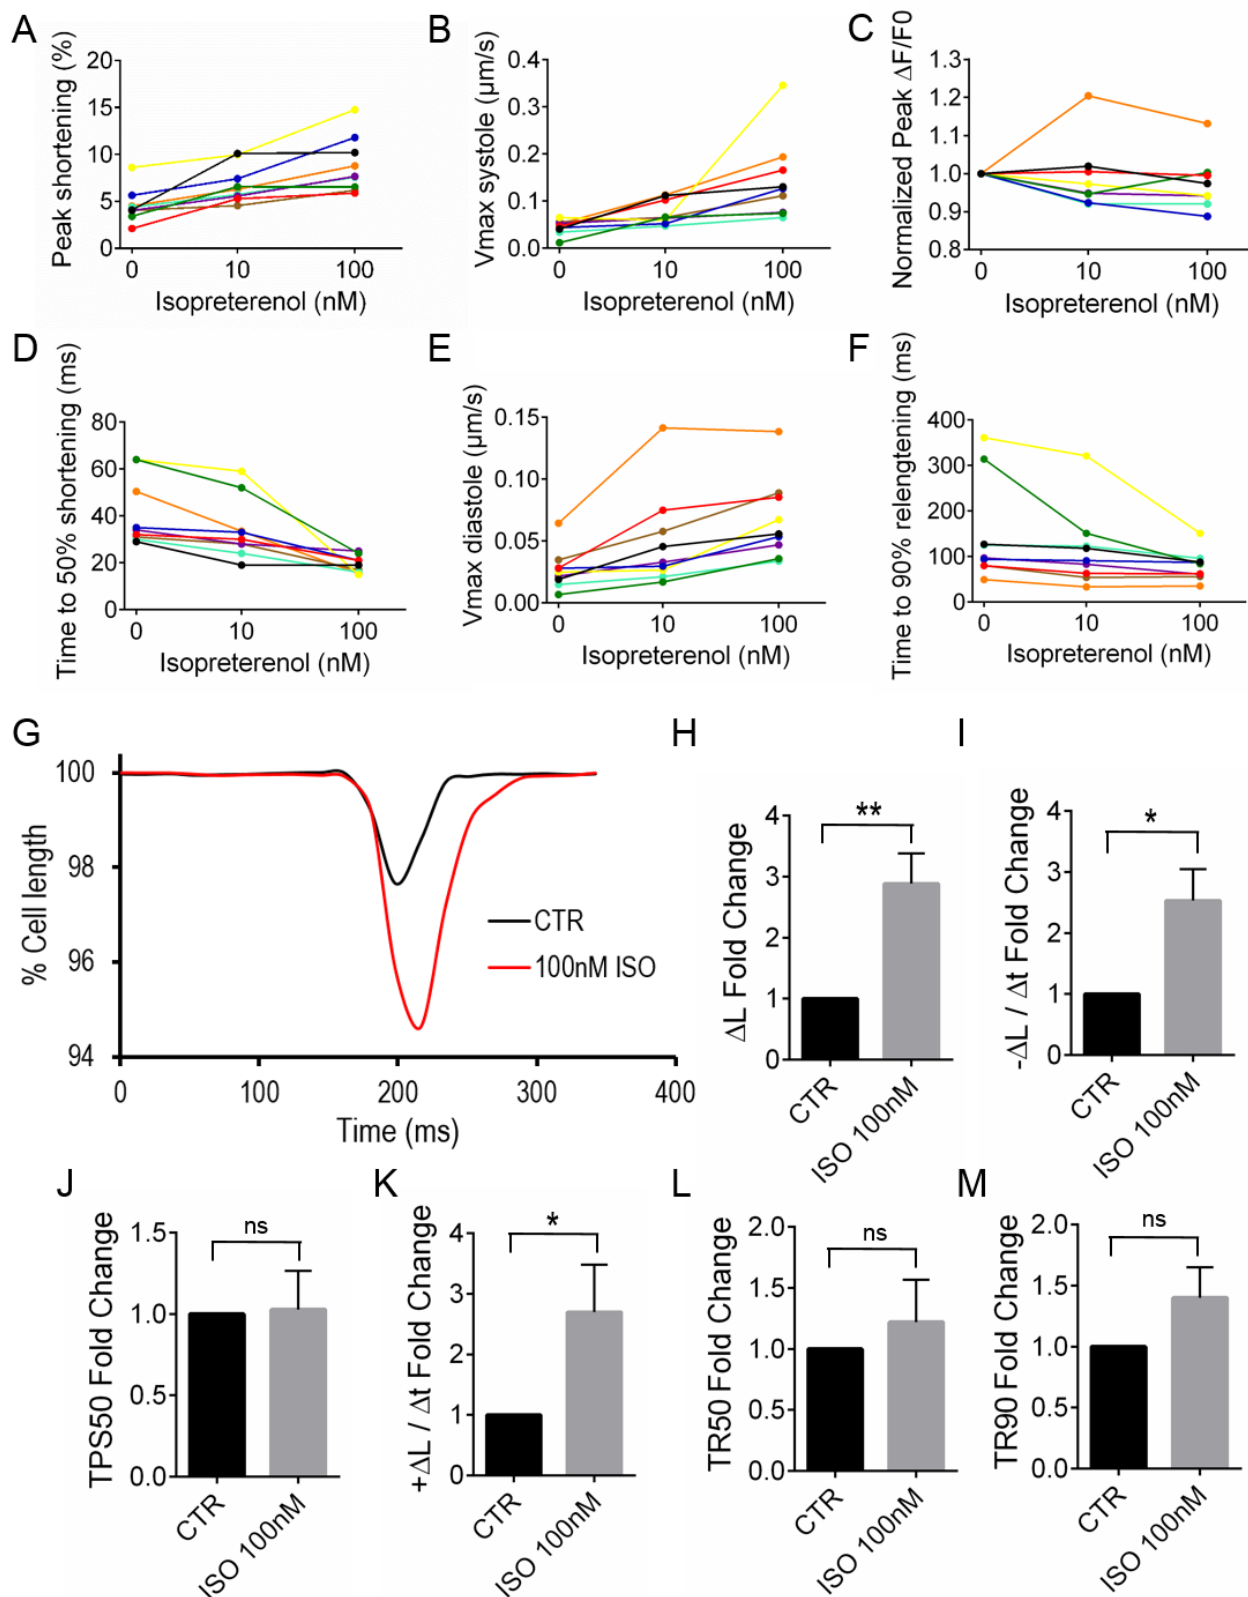 A
Peak shortening (%)
20
15
10
5
0
0 10 100
Isopreterenol (nM)
B
Vmax systole (µm/s)
0.4
0.3
0.2
0.1
0.0
0 10 100
Isopreterenol (nM)
C
Normalized Peak ΔF/F0
1.3
1.2
1.1
1.0
0.9
0.8
0 10 100
Isopreterenol (nM)
D
Time to 50% shortening (ms)
80
60
40
20
0
0 10 100
Isopreterenol (nM)
E
Vmax diastole (µm/s)
0.15
0.10
0.05
0.00
0 10 100
Isopreterenol (nM)
F
Time to 90% relengtening (ms)
400
300
200
100
0
0 10 100
Isopreterenol (nM)
G
% Cell length
100
98
96
94
CTR
100nM ISO
0 100 200 300 400
Time (ms)
H
ΔL Fold Change
4
3
2
1
0
**
CTR
ISO 100nM
I
-ΔL / Δt Fold Change
4
3
2
1
0
*
CTR
ISO 100nM
J
TPS50 Fold Change
1.5
1.0
0.5
0.0
ns
CTR
ISO 100nM
K
+ΔL / Δt Fold Change
4
3
2
1
0
*
CTR
ISO 100nM
L
TR50 Fold Change
2.0
1.5
1.0
0.5
0.0
ns
CTR
ISO 100nM
M
TR90 Fold Change
2.0
1.5
1.0
0.5
0.0
ns
CTR
ISO 100nM